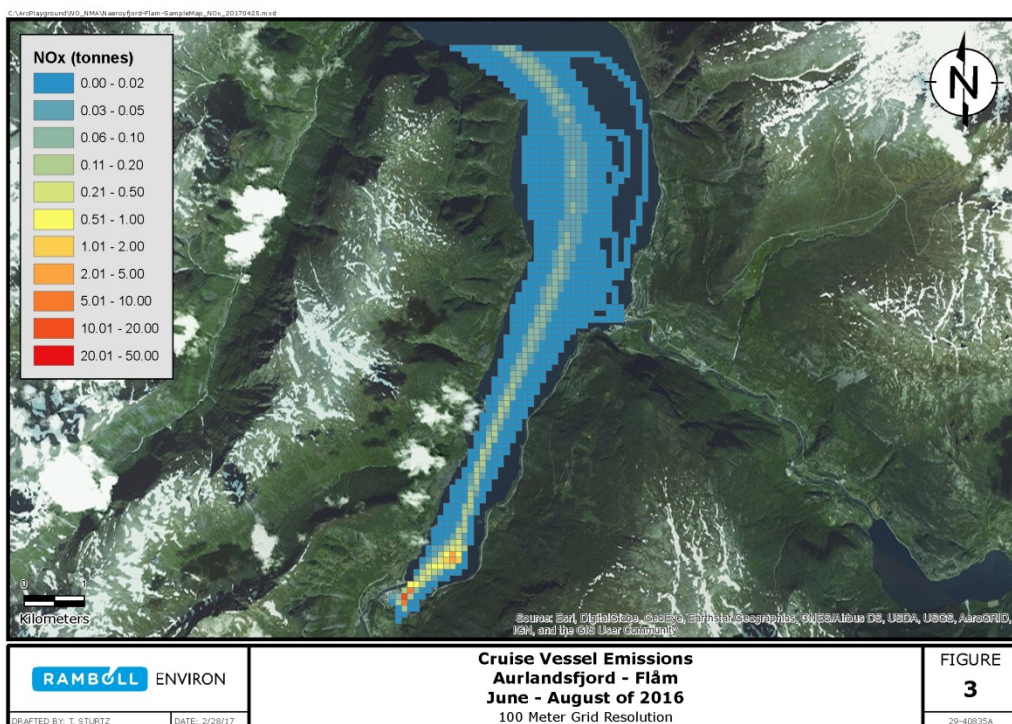 C:\ArcPlayground\NO_NMA\Naeroyfjord-Flam-SampleMap_NOx_20170425.mxd
NOx (tonnes)
0.00 - 0.02
0.03 - 0.05
0.06 - 0.10
0.11 - 0.20
0.21 - 0.50
0.51 - 1.00
1.01 - 2.00
2.01 - 5.00
5.01 - 10.00
10.01 - 20.00
20.01 - 50.00
N
0 1
Kilometers
Source: Esri, DigitalGlobe, GeoEye, Earthstar Geographics, CNES/Airbus DS, USDA, USGS, AeroGRID,
IGN, and the GIS User Community
RAMBOLL ENVIRON
DRAFTED BY: T. STURTZ
DATE: 2/28/17
Cruise Vessel Emissions
Aurlandsfjord - Flåm
June - August of 2016
100 Meter Grid Resolution
FIGURE
3
29-40835A